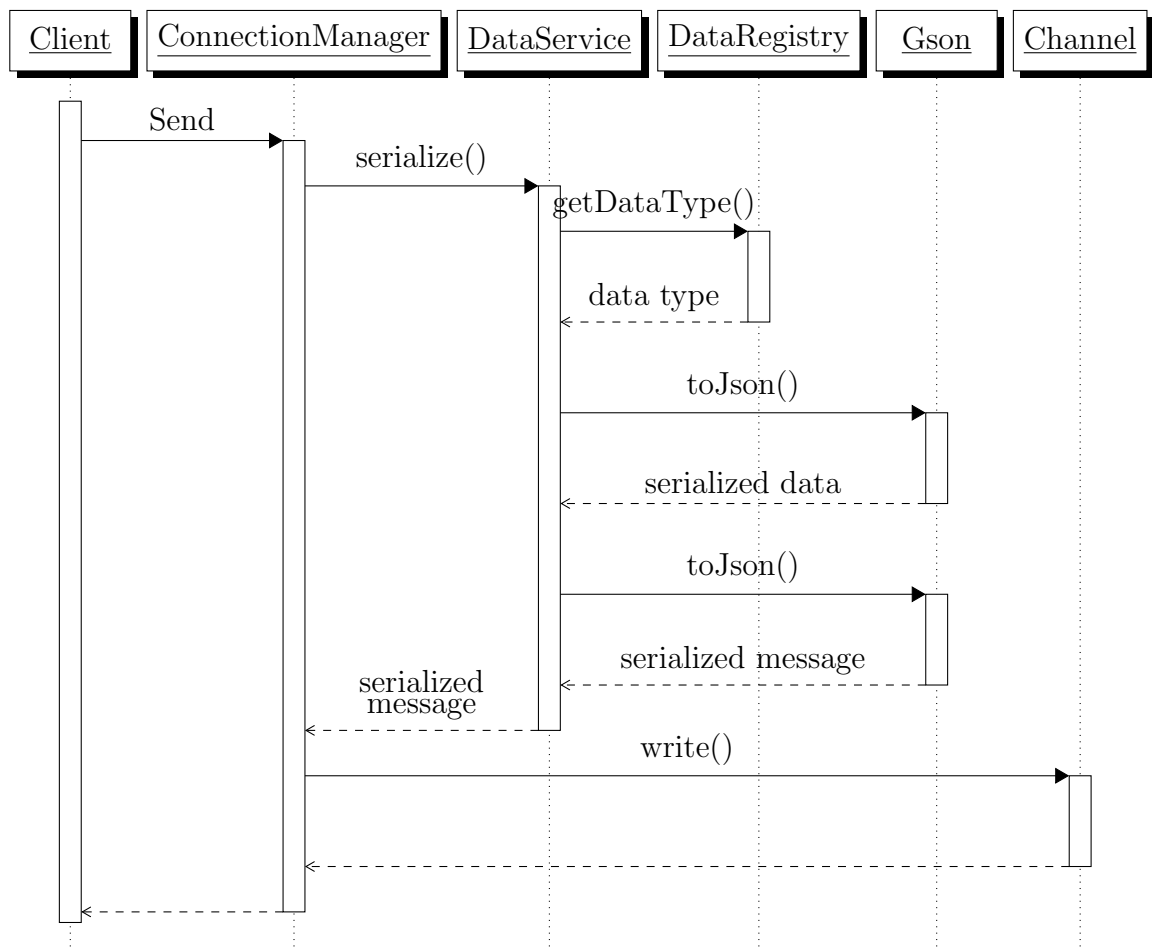 Client
ConnectionManager
DataService
DataRegistry
Gson
Channel
Send
serialize()
getDataType()
data type
toJson()
serialized data
toJson()
serialized message
serialized
message
write()